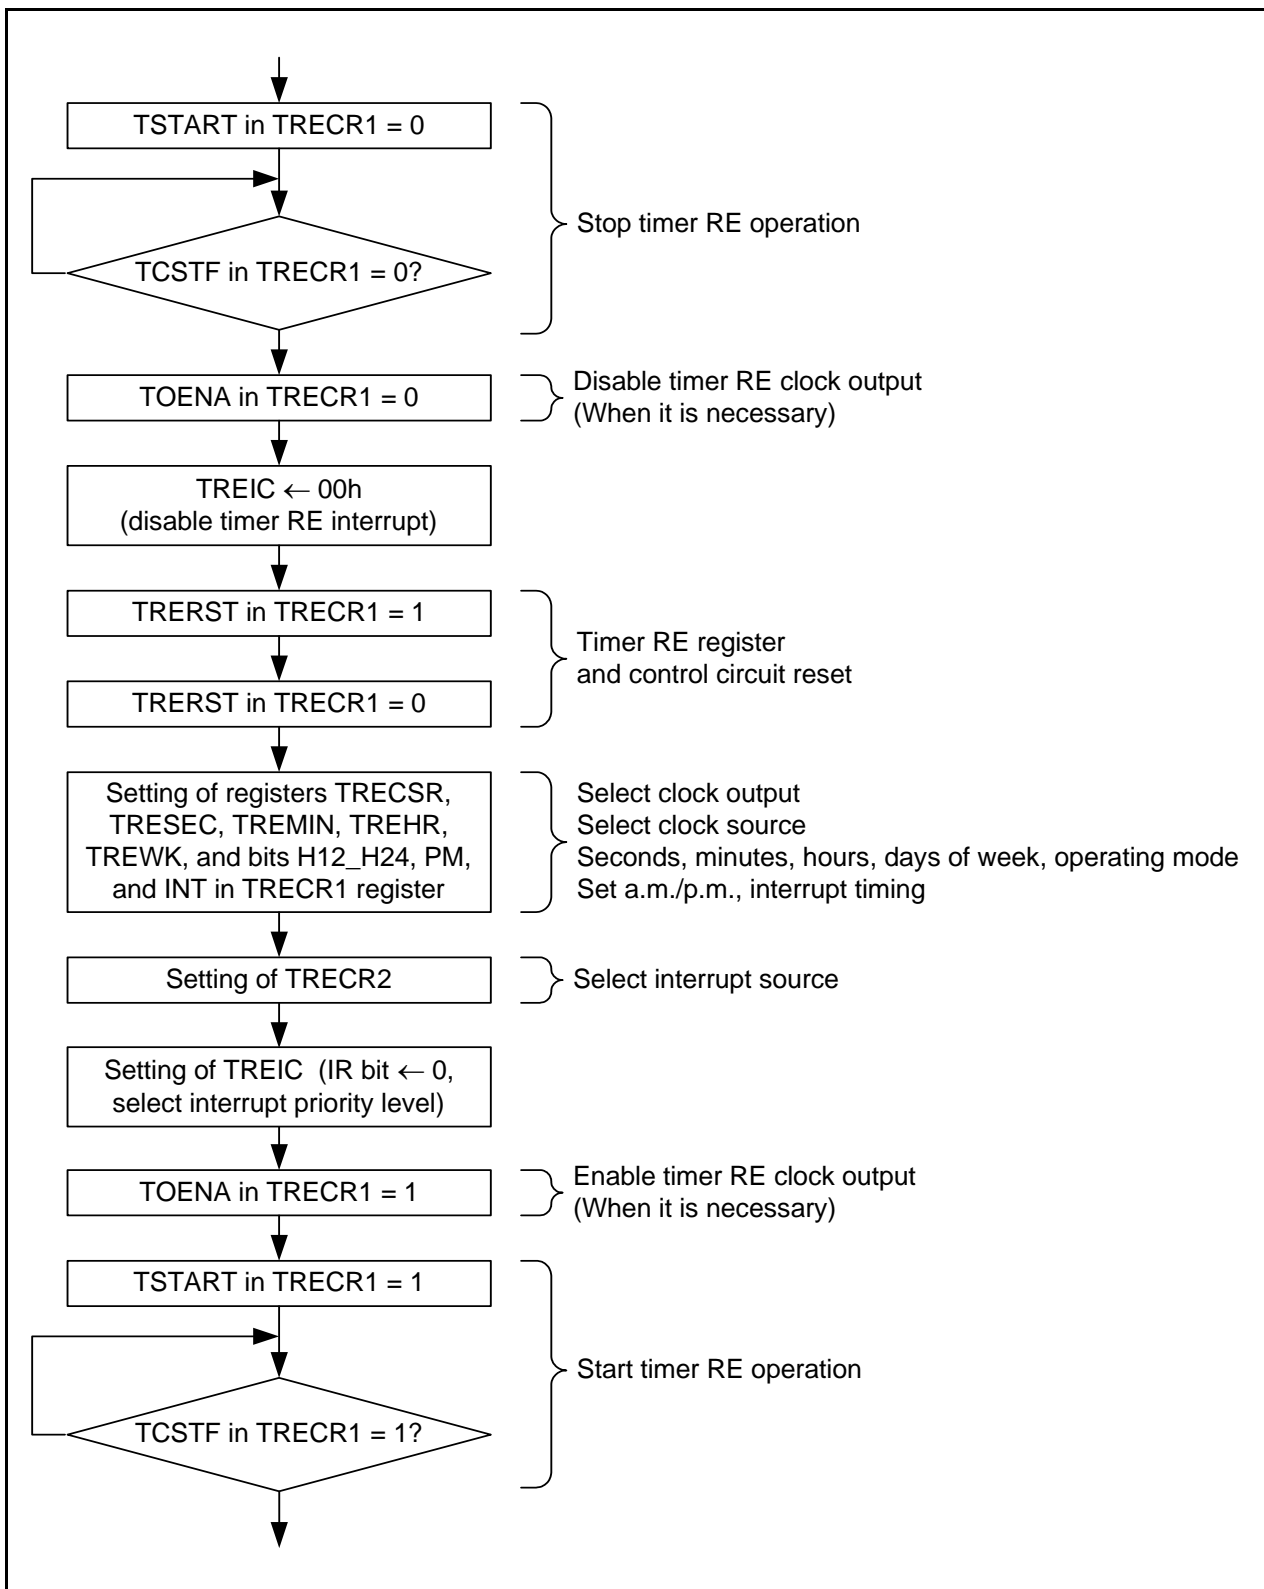 TSTART in TRECR1 = 0
TCSTF in TRECR1 = 0?
Stop timer RE operation
TOENA in TRECR1 = 0
Disable timer RE clock output
(When it is necessary)
TREIC ← 00h
(disable timer RE interrupt)
TRERST in TRECR1 = 1
TRERST in TRECR1 = 0
Timer RE register
and control circuit reset
Setting of registers TRECSR,
TRESEC, TREMIN, TREHR,
TREWK, and bits H12_H24, PM,
and INT in TRECR1 register
Select clock output
Select clock source
Seconds, minutes, hours, days of week, operating mode
Set a.m./p.m., interrupt timing
Setting of TRECR2
Select interrupt source
Setting of TREIC (IR bit ← 0,
select interrupt priority level)
TOENA in TRECR1 = 1
Enable timer RE clock output
(When it is necessary)
TSTART in TRECR1 = 1
TCSTF in TRECR1 = 1?
Start timer RE operation